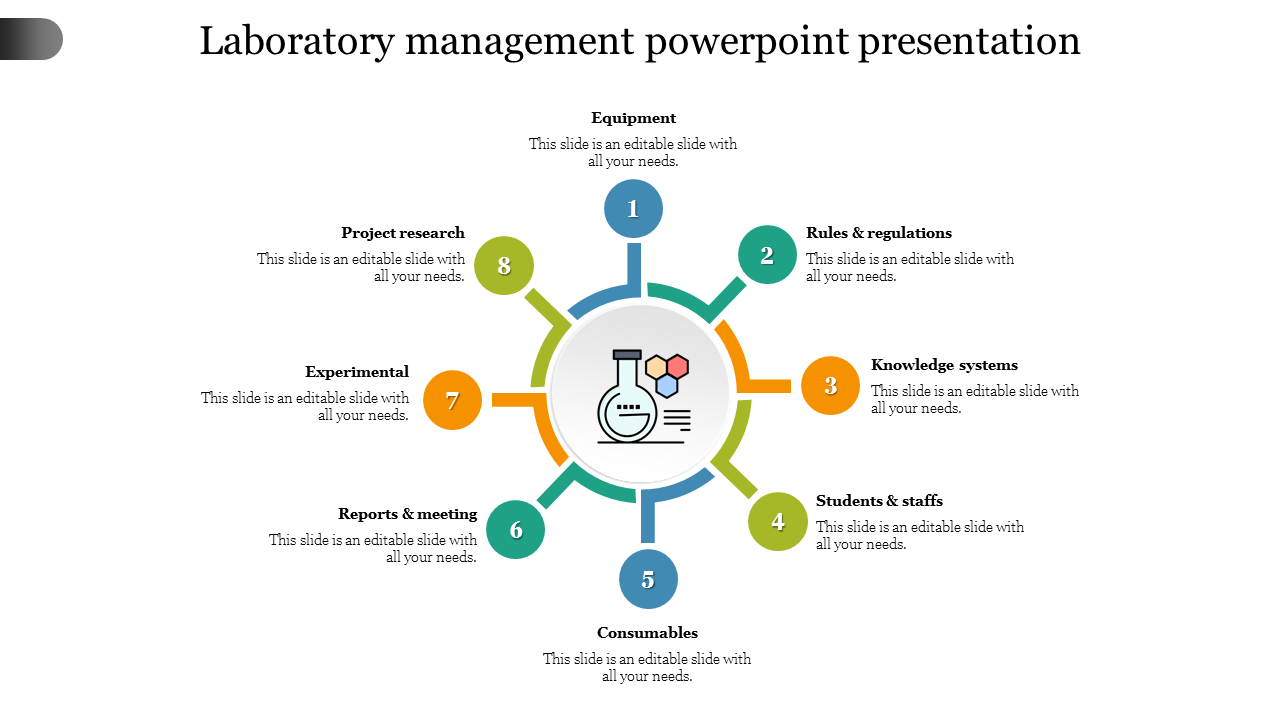 Laboratory management powerpoint presentation
Equipment
This slide is an editable slide with
all your needs.
1
2
Rules & regulations
This slide is an editable slide with
all your needs.
3
Knowledge systems
This slide is an editable slide with
all your needs.
4
Students & staffs
This slide is an editable slide with
all your needs.
5
Consumables
This slide is an editable slide with
all your needs.
6
Reports & meeting
This slide is an editable slide with
all your needs.
7
Experimental
This slide is an editable slide with
all your needs.
8
Project research
This slide is an editable slide with
all your needs.